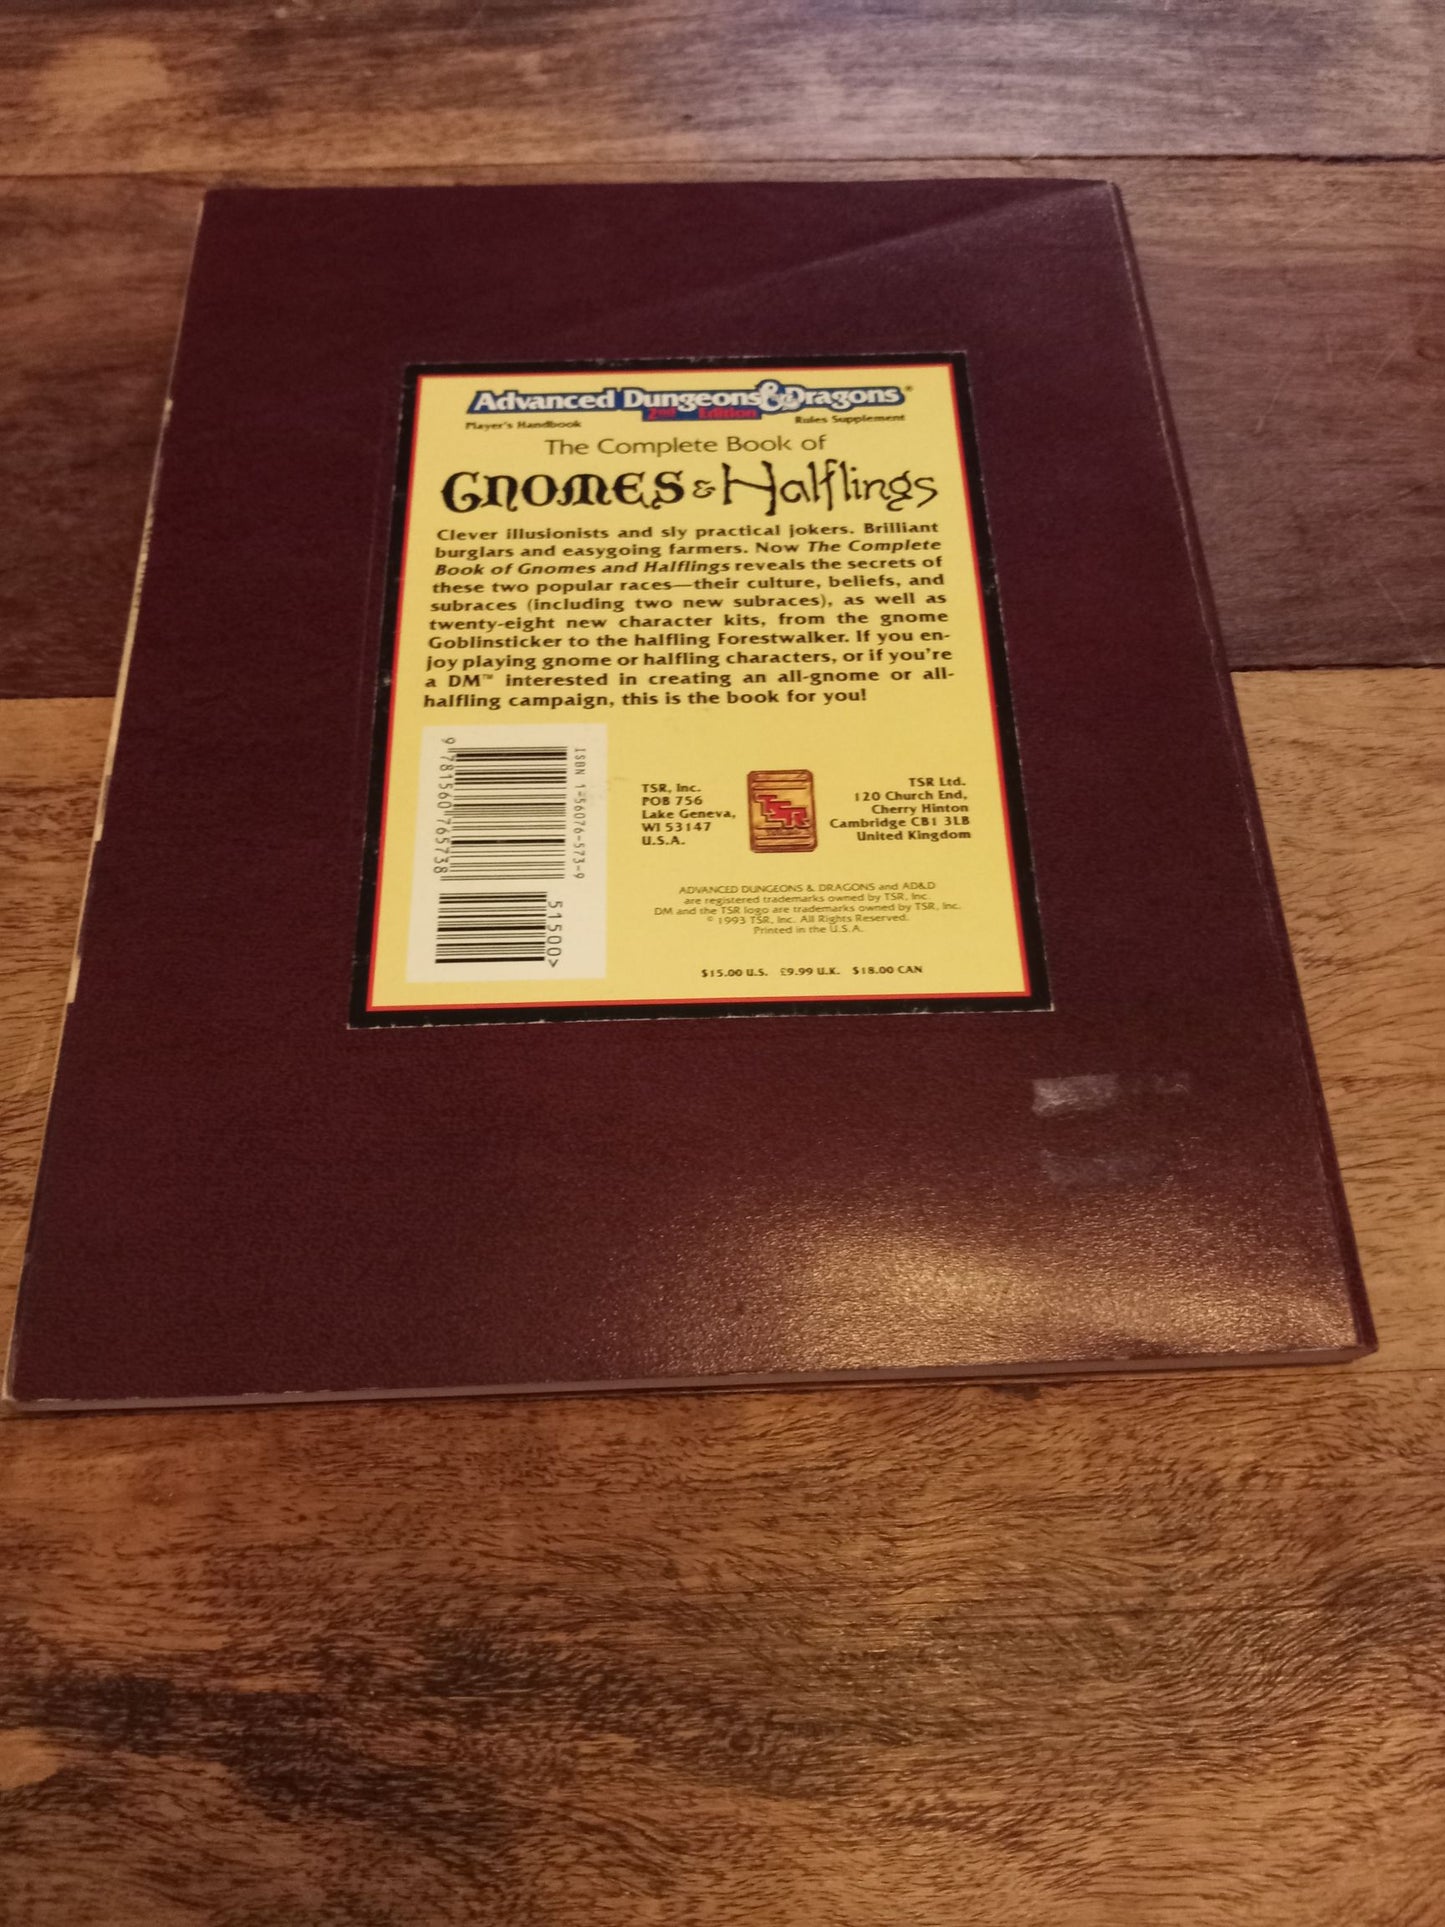 Advanced Dungeons & Dragons®
2nd Edition
Player's Handbook
Rules Supplement
The Complete Book of
GNOMES & Halflings
Clever illusionists and sly practical jokers. Brilliant
burglars and easygoing farmers. Now The Complete
Book of Gnomes and Halflings reveals the secrets of
these two popular races—their culture, beliefs, and
subraces (including two new subraces), as well as
twenty-eight new character kits, from the gnome
Goblinsticker to the halfling Forestwalker. If you en-
joy playing gnome or halfling characters, or if you're
a DM™ interested in creating an all-gnome or all-
halfling campaign, this is the book for you!
ISBN 1-56076-573-9
9 781560 765738
51500>
TSR, Inc.
POB 756
Lake Geneva,
WI 53147
U.S.A.
TSR
TSR Ltd.
120 Church End,
Cherry Hinton
Cambridge CB1 3LB
United Kingdom
ADVANCED DUNGEONS & DRAGONS and AD&D
are registered trademarks owned by TSR, Inc.
DM and the TSR logo are trademarks owned by TSR, Inc.
© 1993 TSR, Inc. All Rights Reserved.
Printed in the U.S.A.
$15.00 U.S. £9.99 U.K. $18.00 CAN